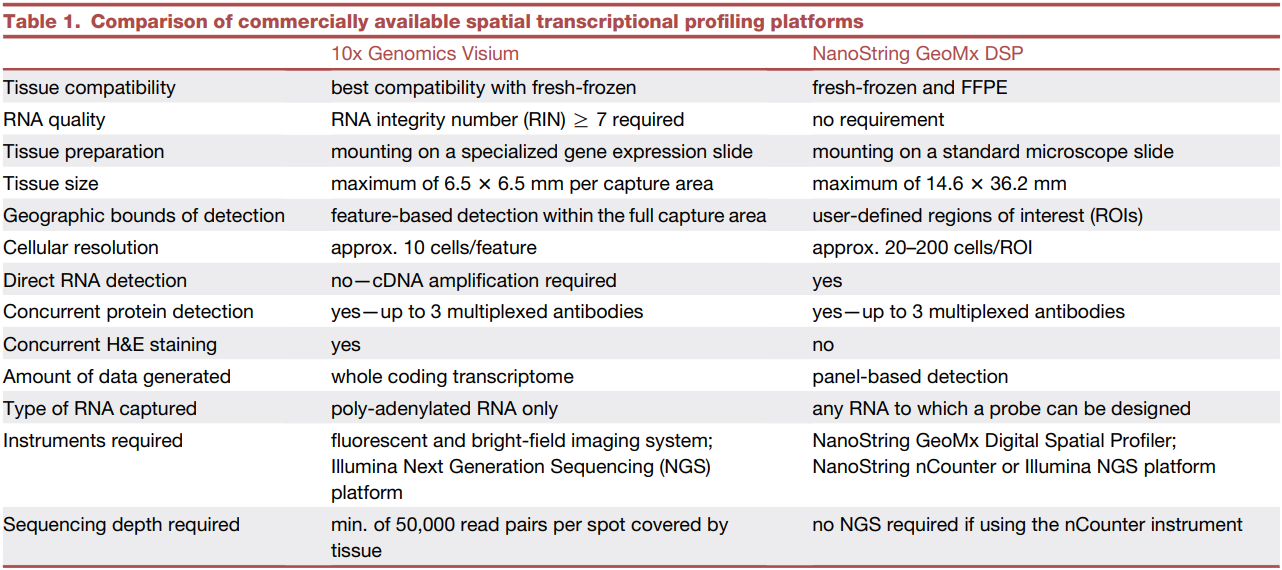 Table 1. Comparison of commercially available spatial transcriptional profiling platforms
10x Genomics Visium NanoString GeoMx DSP
Tissue compatibility best compatibility with fresh-frozen fresh-frozen and FFPE
RNA quality RNA integrity number (RIN) ≥ 7 required no requirement
Tissue preparation mounting on a specialized gene expression slide mounting on a standard microscope slide
Tissue size maximum of 6.5 × 6.5 mm per capture area maximum of 14.6 × 36.2 mm
Geographic bounds of detection feature-based detection within the full capture area user-defined regions of interest (ROIs)
Cellular resolution approx. 10 cells/feature approx. 20–200 cells/ROI
Direct RNA detection no—cDNA amplification required yes
Concurrent protein detection yes—up to 3 multiplexed antibodies yes—up to 3 multiplexed antibodies
Concurrent H&E staining yes no
Amount of data generated whole coding transcriptome panel-based detection
Type of RNA captured poly-adenylated RNA only any RNA to which a probe can be designed
Instruments required fluorescent and bright-field imaging system; NanoString GeoMx Digital Spatial Profiler;
Illumina Next Generation Sequencing (NGS) NanoString nCounter or Illumina NGS platform
platform
Sequencing depth required min. of 50,000 read pairs per spot covered by no NGS required if using the nCounter instrument
tissue